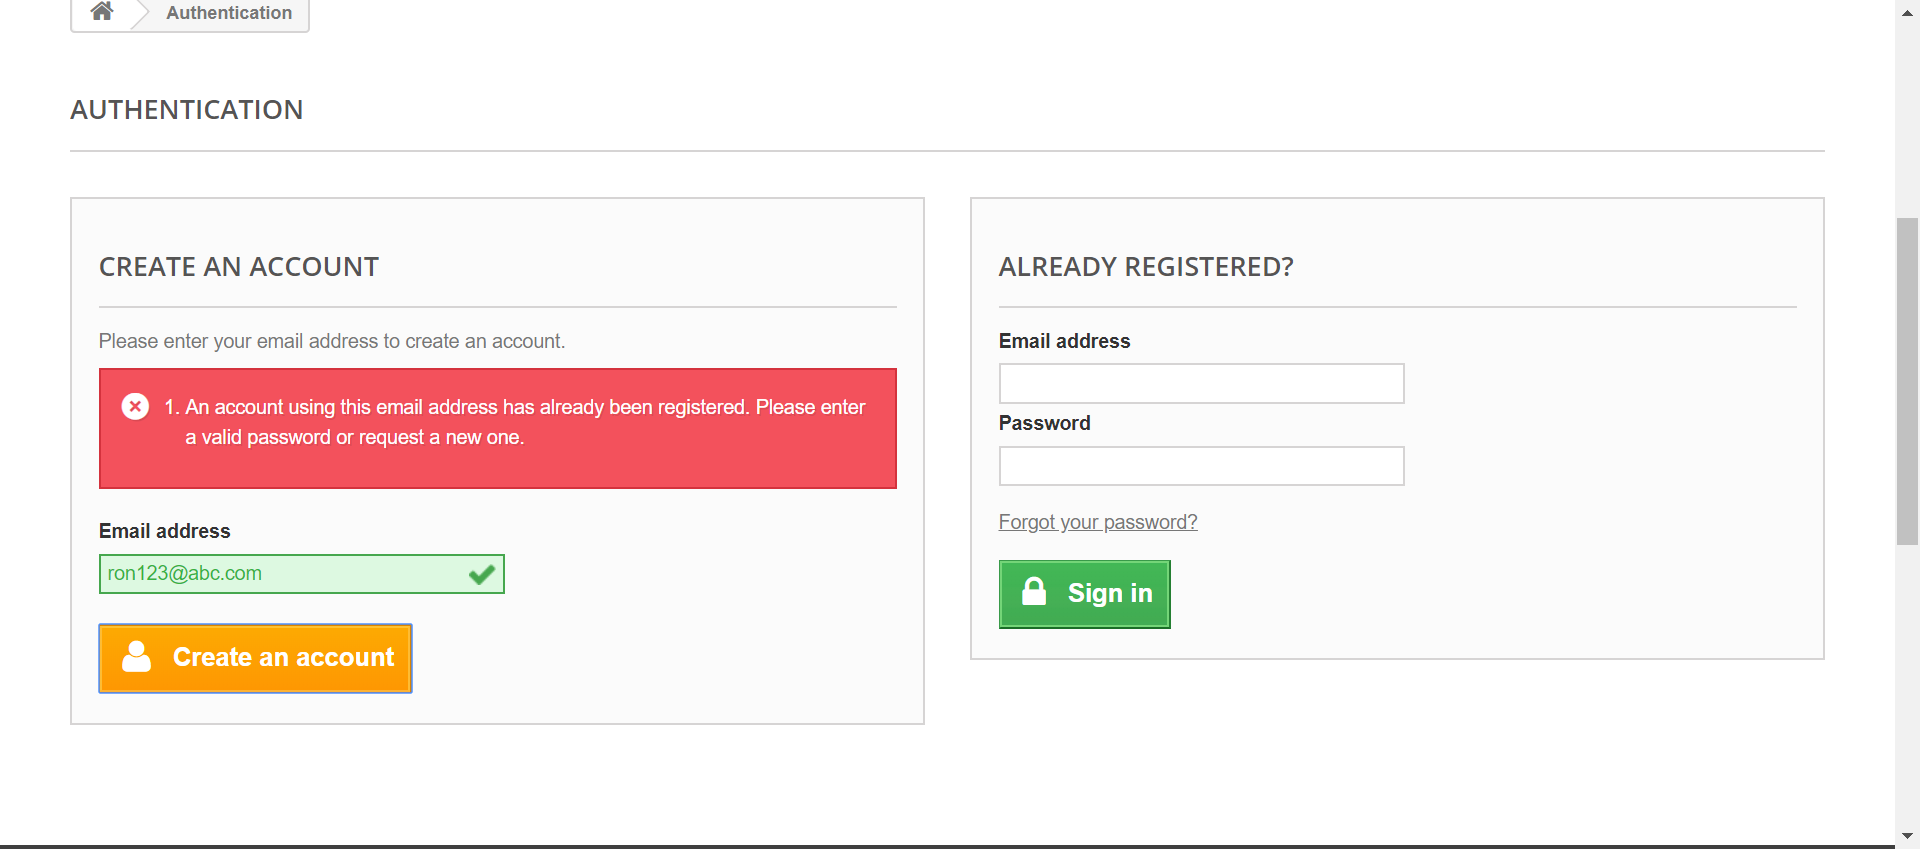 Authentication
AUTHENTICATION
CREATE AN ACCOUNT
Please enter your email address to create an account.
1. An account using this email address has already been registered. Please enter
a valid password or request a new one.
Email address
ron123@abc.com
Create an account
ALREADY REGISTERED?
Email address
Password
Forgot your password?
Sign in